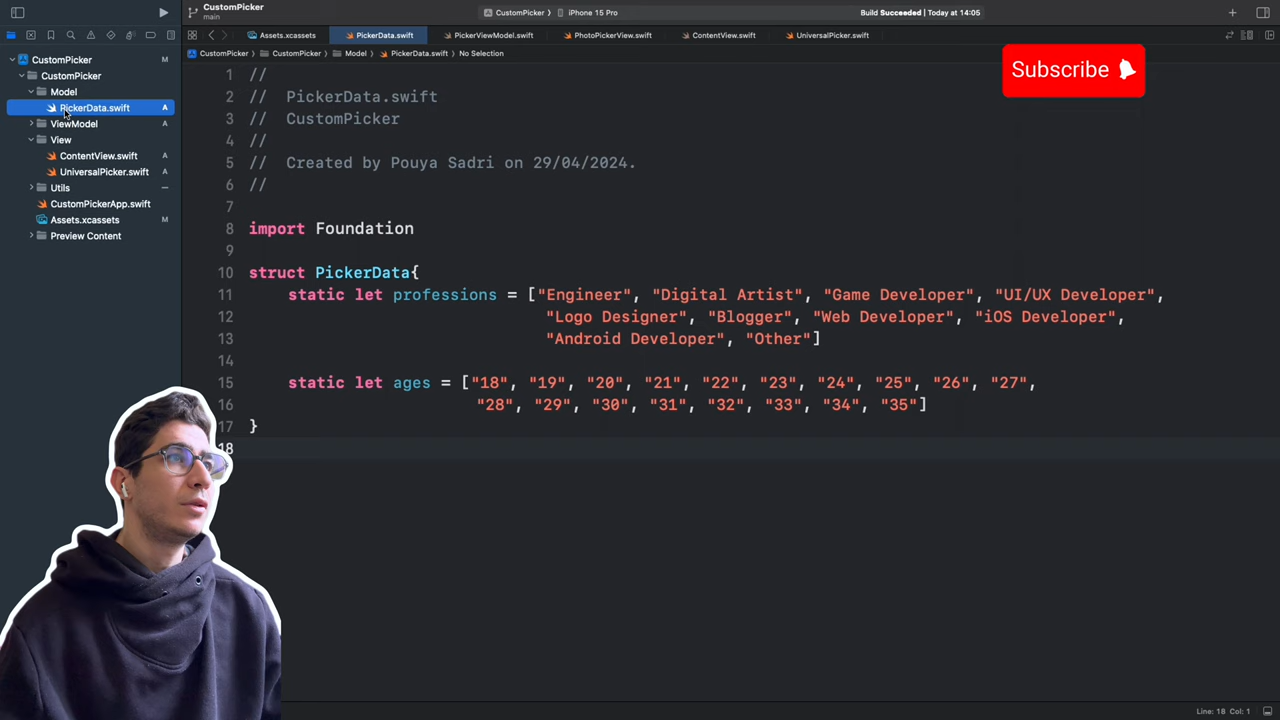 CustomPicker
main
CustomPicker > iPhone 15 Pro
Build Succeeded | Today at 14:05
Assets.xcassets
PickerData.swift
PickerViewModel.swift
PhotoPickerView.swift
ContentView.swift
UniversalPicker.swift
CustomPicker > CustomPicker > Model > PickerData.swift > No Selection
CustomPicker M
CustomPicker
Model
PickerData.swift A
ViewModel
View
ContentView.swift A
UniversalPicker.swift A
Utils
CustomPickerApp.swift
Assets.xcassets M
Preview Content
Subscribe
1 //
2 //  PickerData.swift
3 //  CustomPicker
4 //
5 //  Created by Pouya Sadri on 29/04/2024.
6 //
7
8 import Foundation
9
10 struct PickerData{
11 static let professions = ["Engineer", "Digital Artist", "Game Developer", "UI/UX Developer",
12 "Logo Designer", "Blogger", "Web Developer", "iOS Developer",
13 "Android Developer", "Other"]
14
15 static let ages = ["18", "19", "20", "21", "22", "23", "24", "25", "26", "27",
16 "28", "29", "30", "31", "32", "33", "34", "35"]
17 }
18
Line: 18 Col: 1